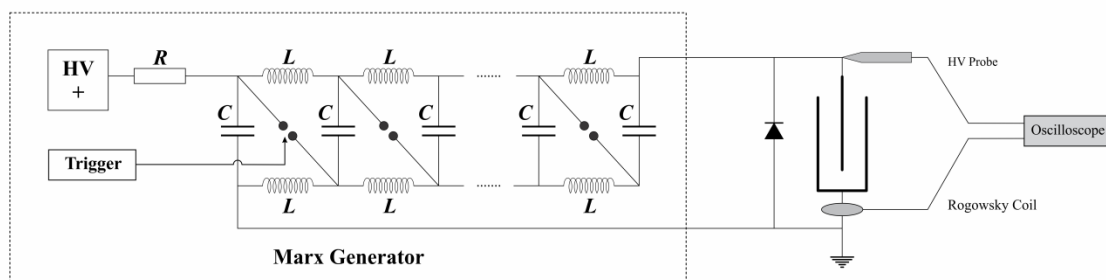 HV
+
R
L
L
L
C
C
C
C
C
Trigger
......
......
L
L
L
Marx Generator
HV Probe
Oscilloscope
Rogowsky Coil